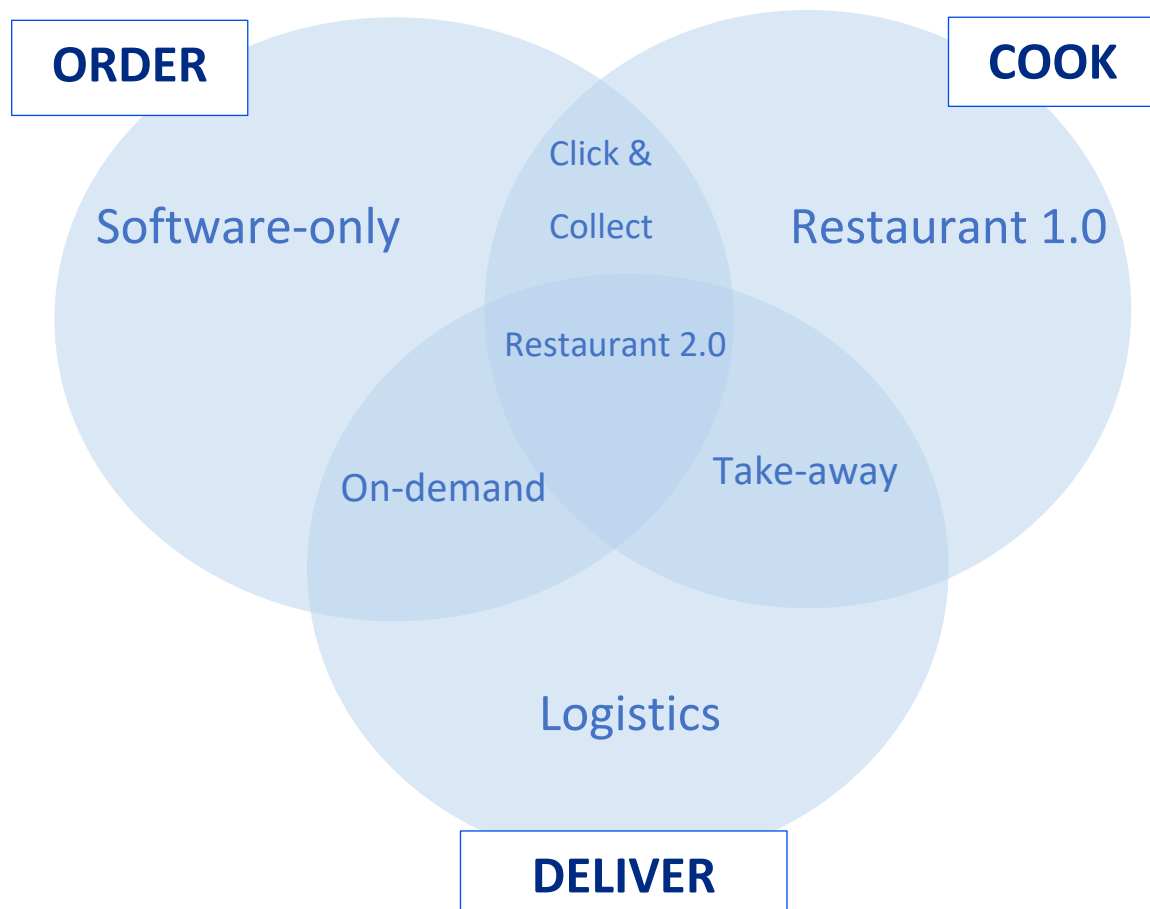 ORDER
COOK
Click &
Collect
Software-only
Restaurant 1.0
Restaurant 2.0
On-demand
Take-away
Logistics
DELIVER